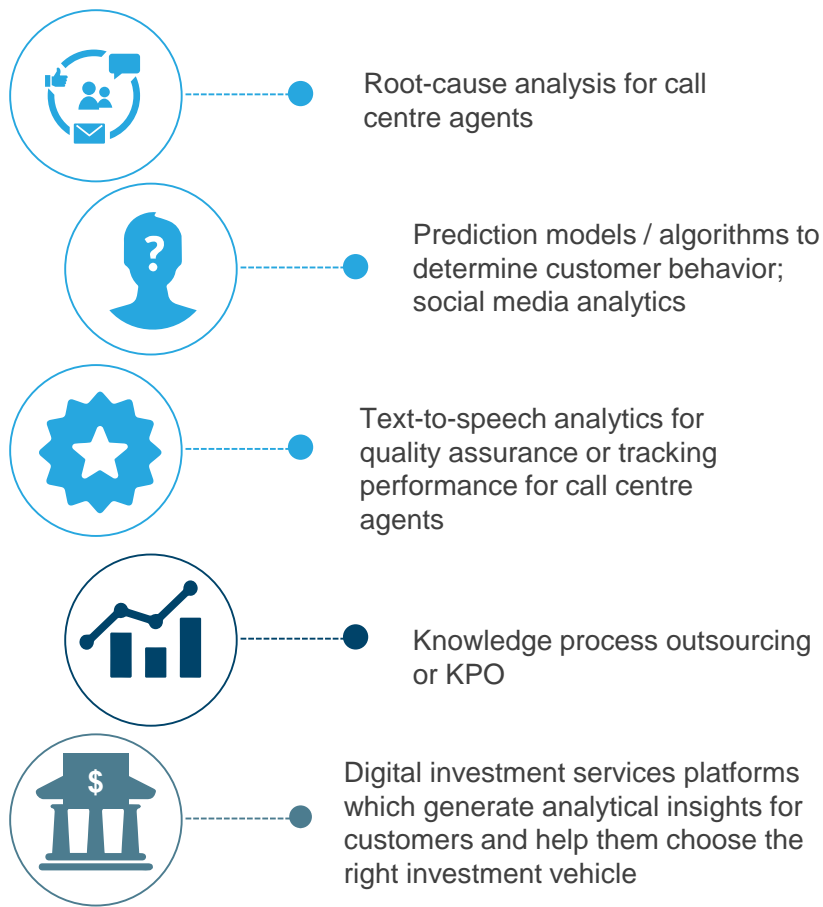 Root-cause analysis for call
centre agents
?
Prediction models / algorithms to
determine customer behavior;
social media analytics
Text-to-speech analytics for
quality assurance or tracking
performance for call centre
agents
Knowledge process outsourcing
or KPO
$
Digital investment services platforms
which generate analytical insights for
customers and help them choose the
right investment vehicle